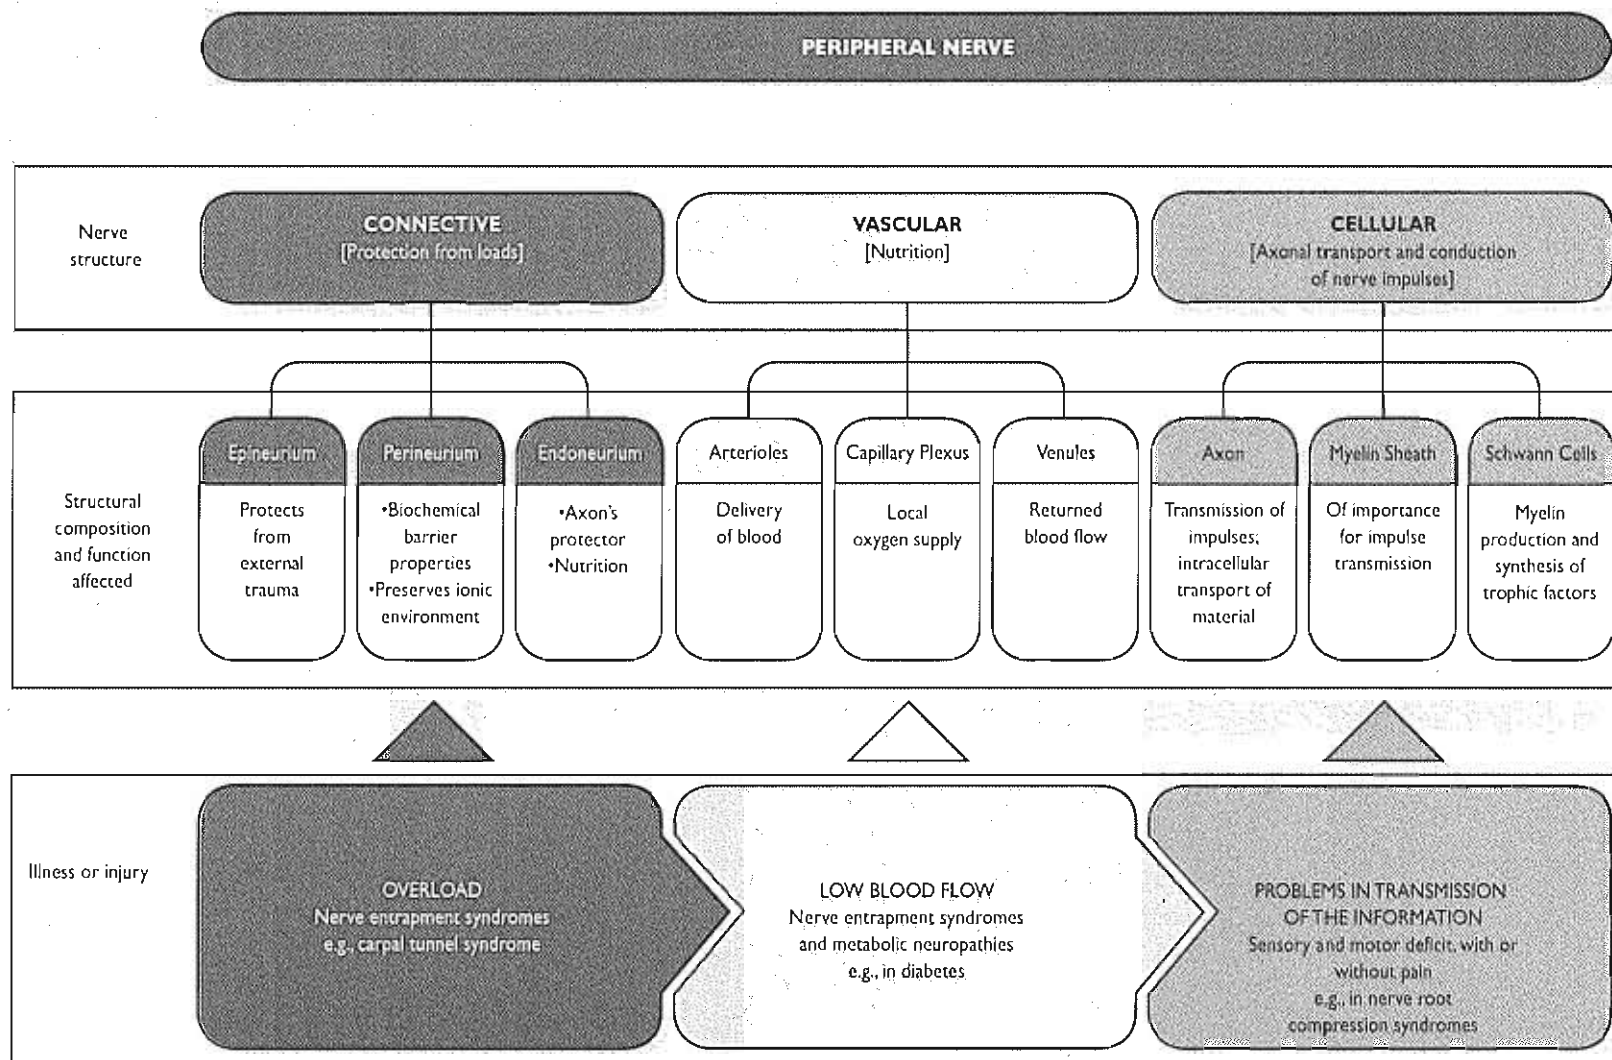 PERIPHERAL NERVE
Nerve
structure
CONNECTIVE
[Protection from loads]
VASCULAR
[Nutrition]
CELLULAR
[Axonal transport and conduction
of nerve impulses]
Structural
composition
and function
affected
Epineurium
Protects
from
external
trauma
Perineurium
•Biochemical
barrier
properties
•Preserves ionic
environment
Endoneurium
•Axon's
protector
•Nutrition
Arterioles
Delivery
of blood
Capillary Plexus
Local
oxygen supply
Venules
Returned
blood flow
Axon
Transmission of
impulses;
intracellular
transport of
material
Myelin Sheath
Of importance
for impulse
transmission
Schwann Cells
Myelin
production and
synthesis of
trophic factors
Illness or injury
OVERLOAD
Nerve entrapment syndromes
e.g., carpal tunnel syndrome
LOW BLOOD FLOW
Nerve entrapment syndromes
and metabolic neuropathies
e.g., in diabetes
PROBLEMS IN TRANSMISSION
OF THE INFORMATION
Sensory and motor deficit, with or
without pain
e.g., in nerve root
compression syndromes